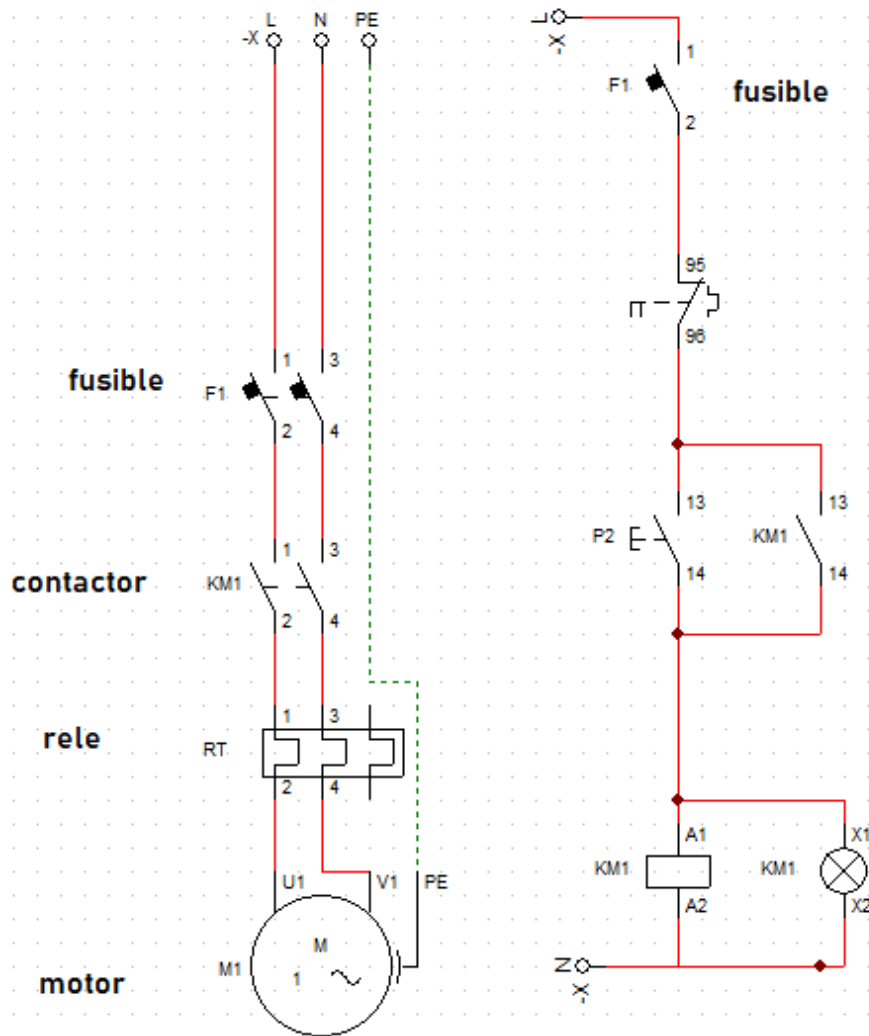 L N PE
-X
fusible
F1
1 3
2 4
contactor
KM1
1 3
2 4
rele
RT
1 3
2 4
U1 V1 PE
motor
M1
M
1
L
-X
1
F1
fusible
2
95
96
13 13
P2 KM1
14 14
A1 X1
KM1 KM1
A2 X2
N
-X